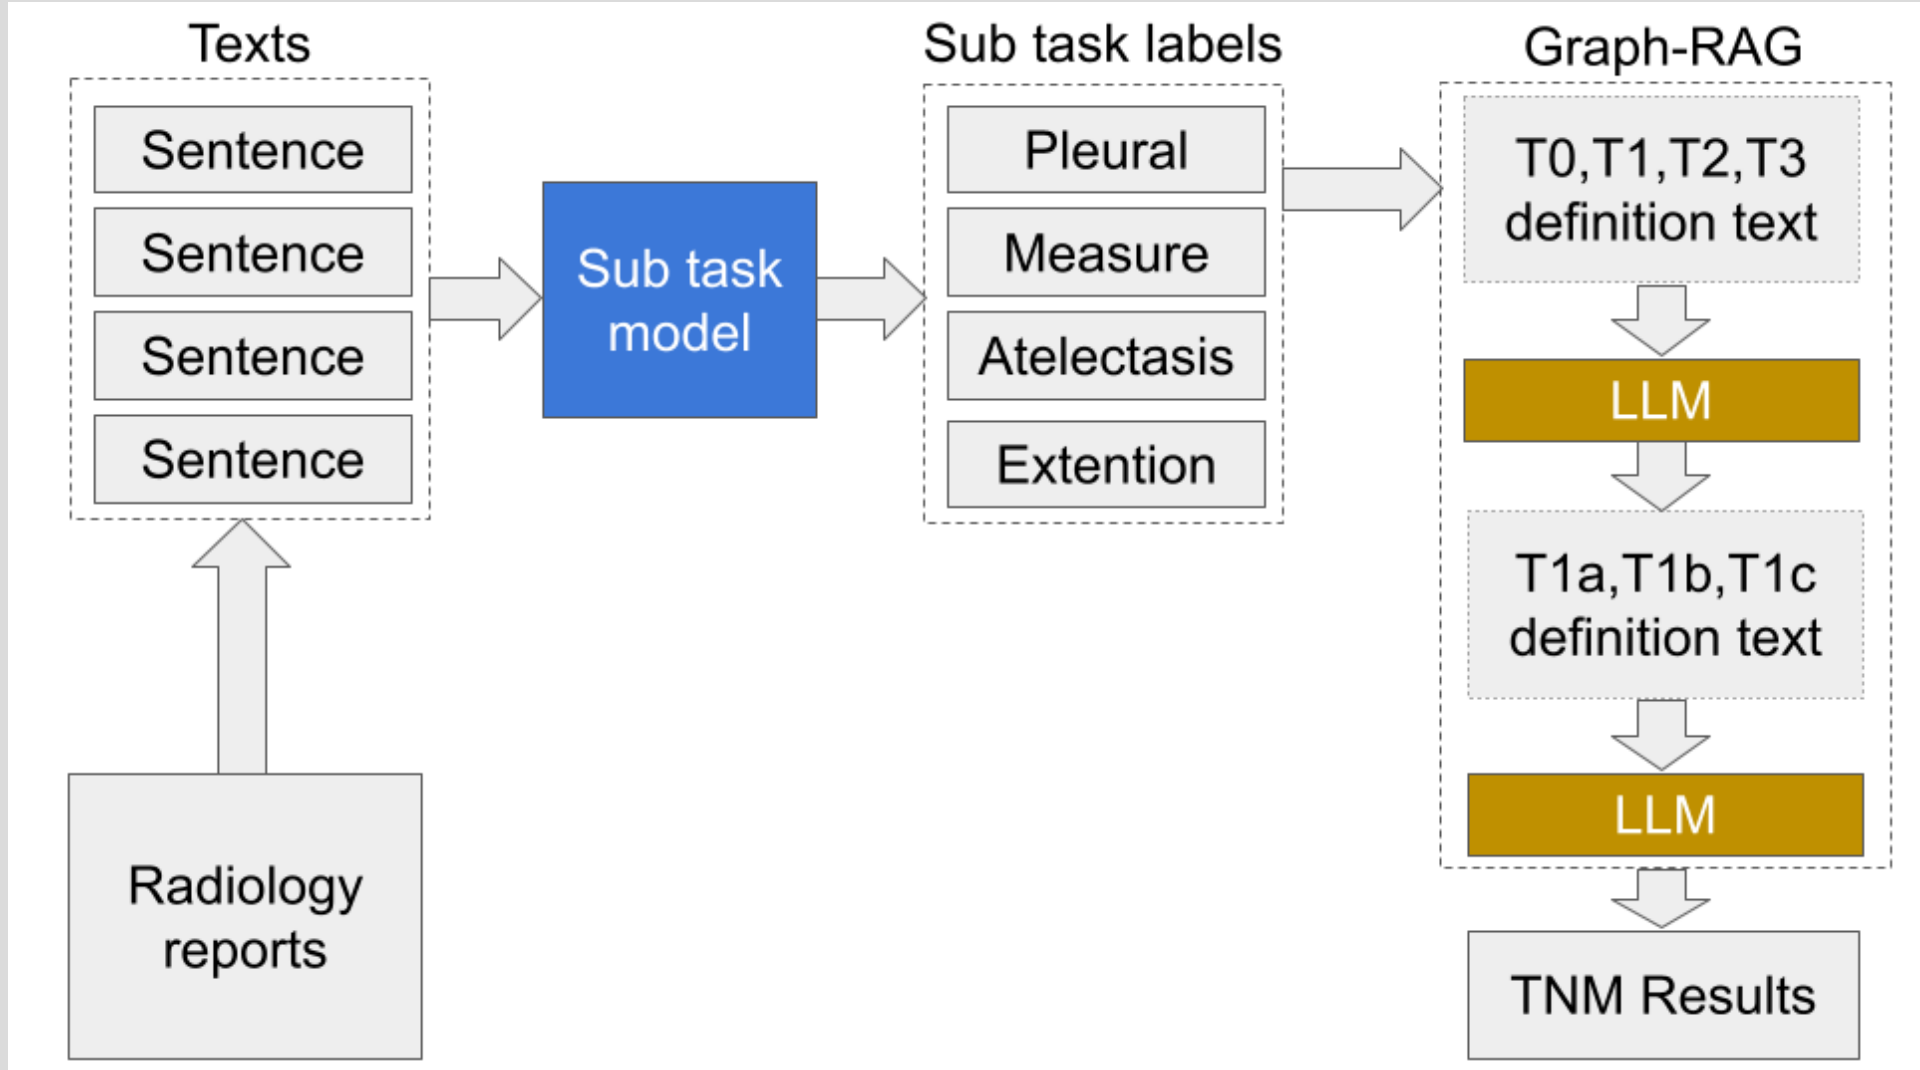 Texts
Sentence
Sentence
Sentence
Sentence
Radiology
reports
Sub task
model
Sub task labels
Pleural
Measure
Atelectasis
Extention
Graph-RAG
T0,T1,T2,T3
definition text
LLM
T1a,T1b,T1c
definition text
LLM
TNM Results